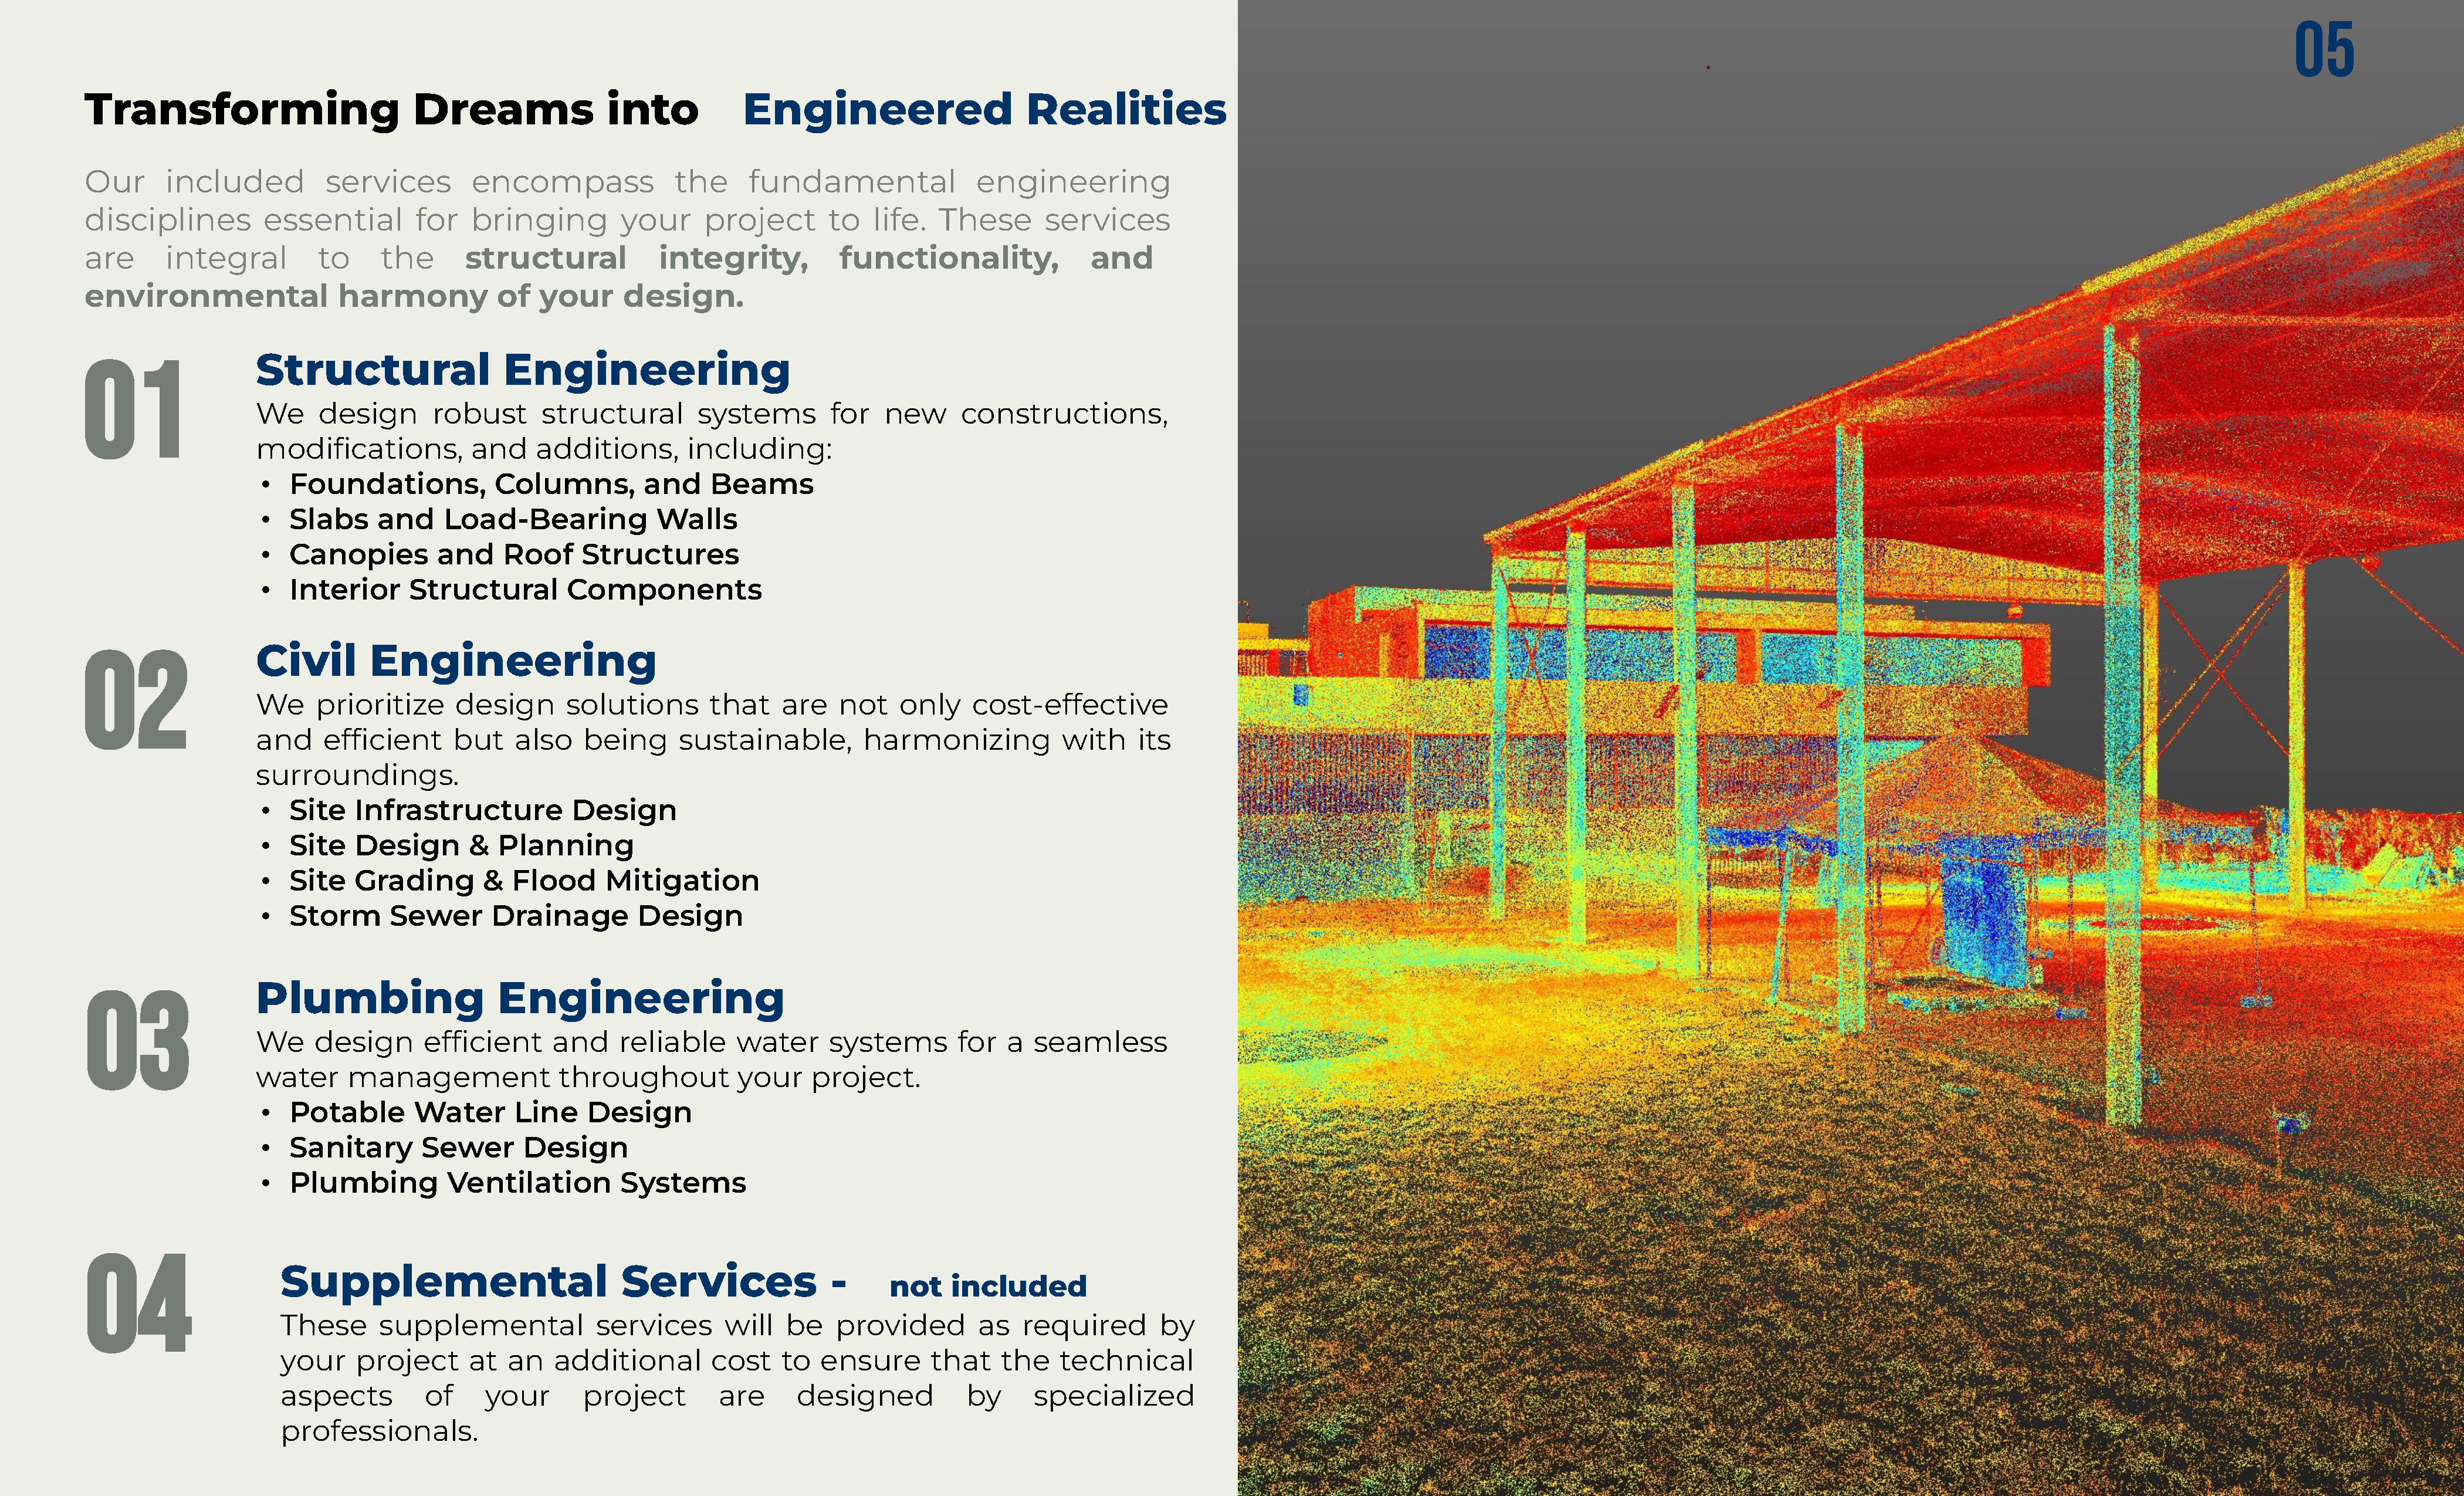 05
Transforming Dreams into Engineered Realities
Our included services encompass the fundamental engineering
disciplines essential for bringing your project to life. These services
are integral to the structural integrity, functionality, and
environmental harmony of your design.
01
Structural Engineering
We design robust structural systems for new constructions,
modifications, and additions, including:
• Foundations, Columns, and Beams
• Slabs and Load-Bearing Walls
• Canopies and Roof Structures
• Interior Structural Components
02
Civil Engineering
We prioritize design solutions that are not only cost-effective
and efficient but also being sustainable, harmonizing with its
surroundings.
• Site Infrastructure Design
• Site Design & Planning
• Site Grading & Flood Mitigation
• Storm Sewer Drainage Design
03
Plumbing Engineering
We design efficient and reliable water systems for a seamless
water management throughout your project.
• Potable Water Line Design
• Sanitary Sewer Design
• Plumbing Ventilation Systems
04
Supplemental Services - not included
These supplemental services will be provided as required by
your project at an additional cost to ensure that the technical
aspects of your project are designed by specialized
professionals.